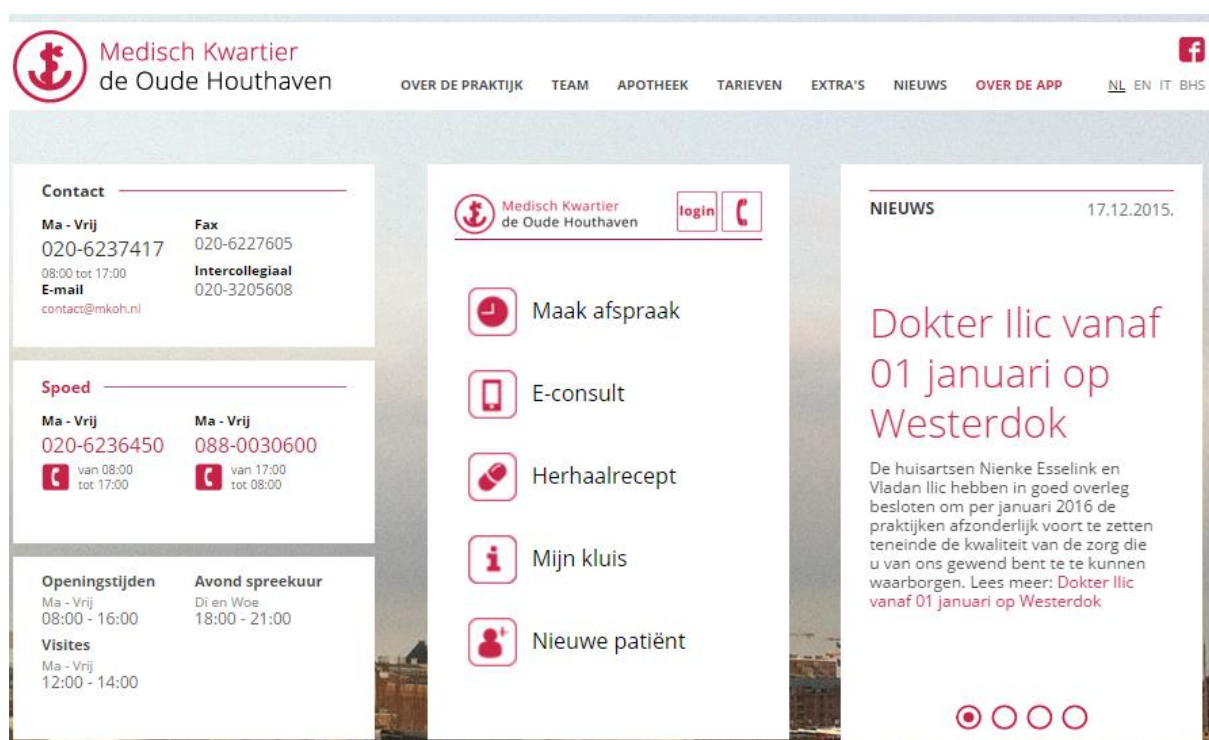 Medisch Kwartier
de Oude Houthaven
OVER DE PRAKTIJK TEAM APOTHEEK TARIEVEN EXTRA'S NIEUWS OVER DE APP NL EN IT BHS
Contact
Ma - Vrij
020-6237417
08:00 tot 17:00
E-mail
contact@mkoh.nl
Fax
020-6227605
Intercollegiaal
020-3205608
Spoed
Ma - Vrij
020-6236450
van 08:00
tot 17:00
Ma - Vrij
088-0030600
van 17:00
tot 08:00
Openingstijden
Ma - Vrij
08:00 - 16:00
Visites
Ma - Vrij
12:00 - 14:00
Avond spreekuur
Di en Woe
18:00 - 21:00
Medisch Kwartier
de Oude Houthaven
login
Maak afspraak
E-consult
Herhaalrecept
Mijn kluis
Nieuwe patiënt
NIEUWS 17.12.2015.
Dokter Ilic vanaf
01 januari op
Westerdok
De huisartsen Nienke Esselink en
Vladan Ilic hebben in goed overleg
besloten om per januari 2016 de
praktijken afzonderlijk voort te zetten
teneinde de kwaliteit van de zorg die
u van ons gewend bent te te kunnen
waarborgen. Lees meer: Dokter Ilic
vanaf 01 januari op Westerdok